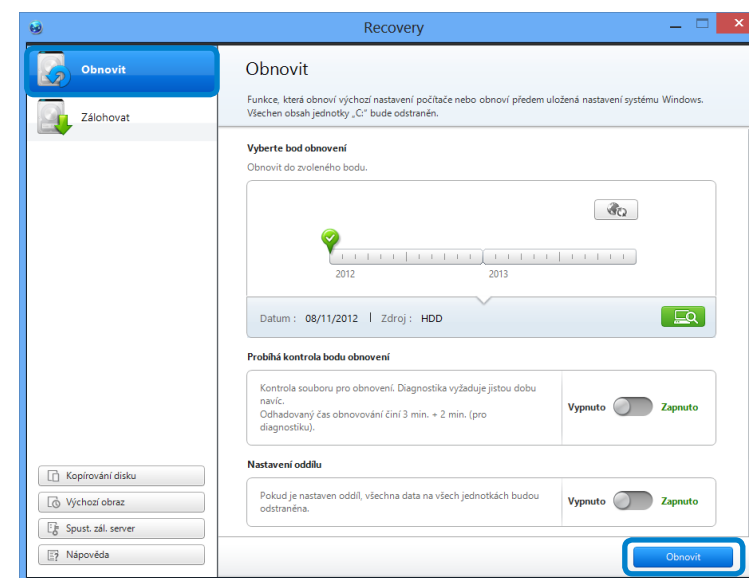 Recovery
Obnovit
Zálohovat
Obnovit
Funkce, která obnoví výchozí nastavení počítače nebo obnoví předem uložená nastavení systému Windows.
Všechen obsah jednotky „C:“ bude odstraněn.
Vyberte bod obnovení
Obnovit do zvoleného bodu.
2012 2013
Datum : 08/11/2012 | Zdroj : HDD
Probíhá kontrola bodu obnovení
Kontrola souboru pro obnovení. Diagnostika vyžaduje jistou dobu
navíc.
Odhadovaný čas obnovování činí 3 min. + 2 min. (pro
diagnostiku).
Vypnuto Zapnuto
Nastavení oddílu
Pokud je nastaven oddíl, všechna data na všech jednotkách budou
odstraněna.
Vypnuto Zapnuto
Kopírování disku
Výchozí obraz
Spust. zál. server
Nápověda
Obnovit